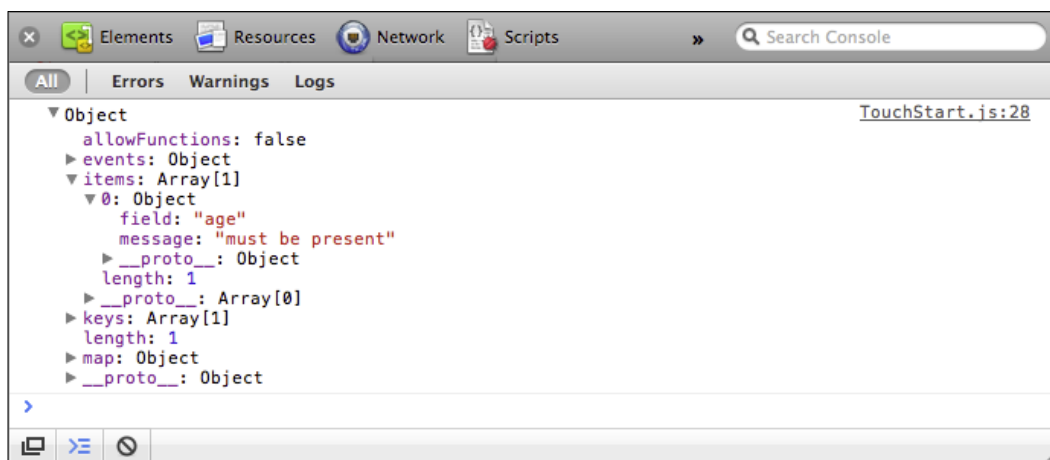 Elements Resources Network Scripts » Search Console
All Errors Warnings Logs
▼Object TouchStart.js:28
allowFunctions: false
▶events: Object
▼items: Array[1]
▼0: Object
field: "age"
message: "must be present"
▶__proto__: Object
length: 1
▶__proto__: Array[0]
▶keys: Array[1]
length: 1
▶map: Object
▶__proto__: Object
>